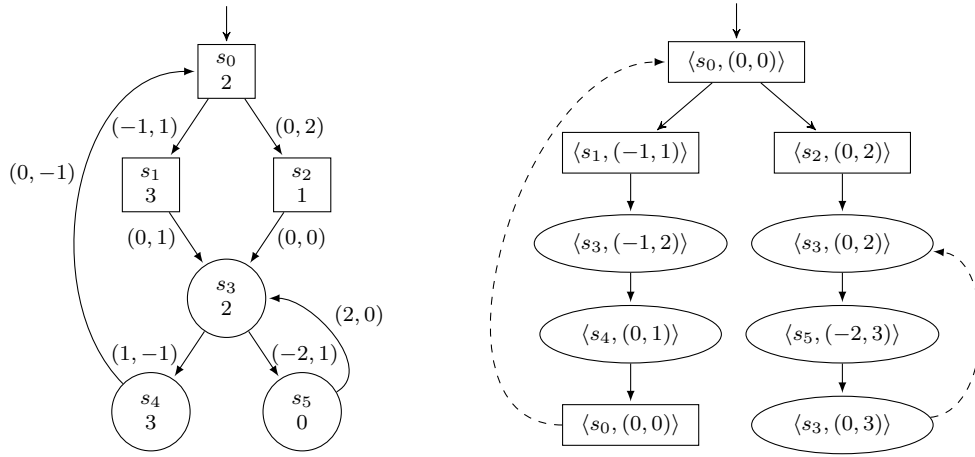 s₀
2
(−1, 1)
(0, 2)
(0, −1)
s₁
3
s₂
1
(0, 1)
(0, 0)
s₃
2
(2, 0)
(1, −1)
(−2, 1)
s₄
3
s₅
0
⟨s₀, (0, 0)⟩
⟨s₁, (−1, 1)⟩
⟨s₂, (0, 2)⟩
⟨s₃, (−1, 2)⟩
⟨s₃, (0, 2)⟩
⟨s₄, (0, 1)⟩
⟨s₅, (−2, 3)⟩
⟨s₀, (0, 0)⟩
⟨s₃, (0, 3)⟩